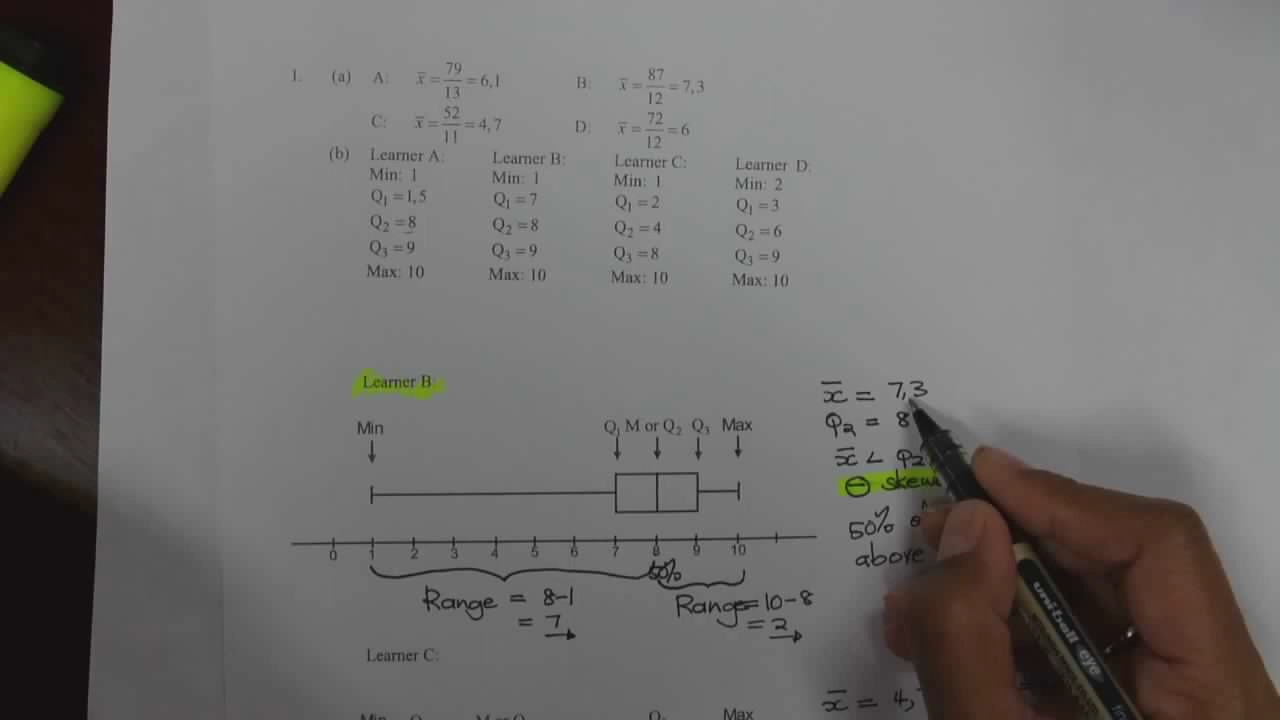 1. (a) A: x̄ = 79/13 = 6,1 B: x̄ = 87/12 = 7,3
C: x̄ = 52/11 = 4,7 D: x̄ = 72/12 = 6
(b) Learner A: Learner B: Learner C: Learner D:
Min: 1 Min: 1 Min: 1 Min: 2
Q₁ = 1,5 Q₁ = 7 Q₁ = 2 Q₁ = 3
Q₂ = 8 Q₂ = 8 Q₂ = 4 Q₂ = 6
Q₃ = 9 Q₃ = 9 Q₃ = 8 Q₃ = 9
Max: 10 Max: 10 Max: 10 Max: 10
Learner B:
x̄ = 7,3
Q₂ = 8
x̄ < Q₂
⊖
Min Q₁ M or Q₂ Q₃ Max
50%
above
0 1 2 3 4 5 6 7 8 9 10
50%
Range = 8-1
= 7
Range = 10-8
= 2
Learner C:
x̄ = 4,
Min Max
uniball eye